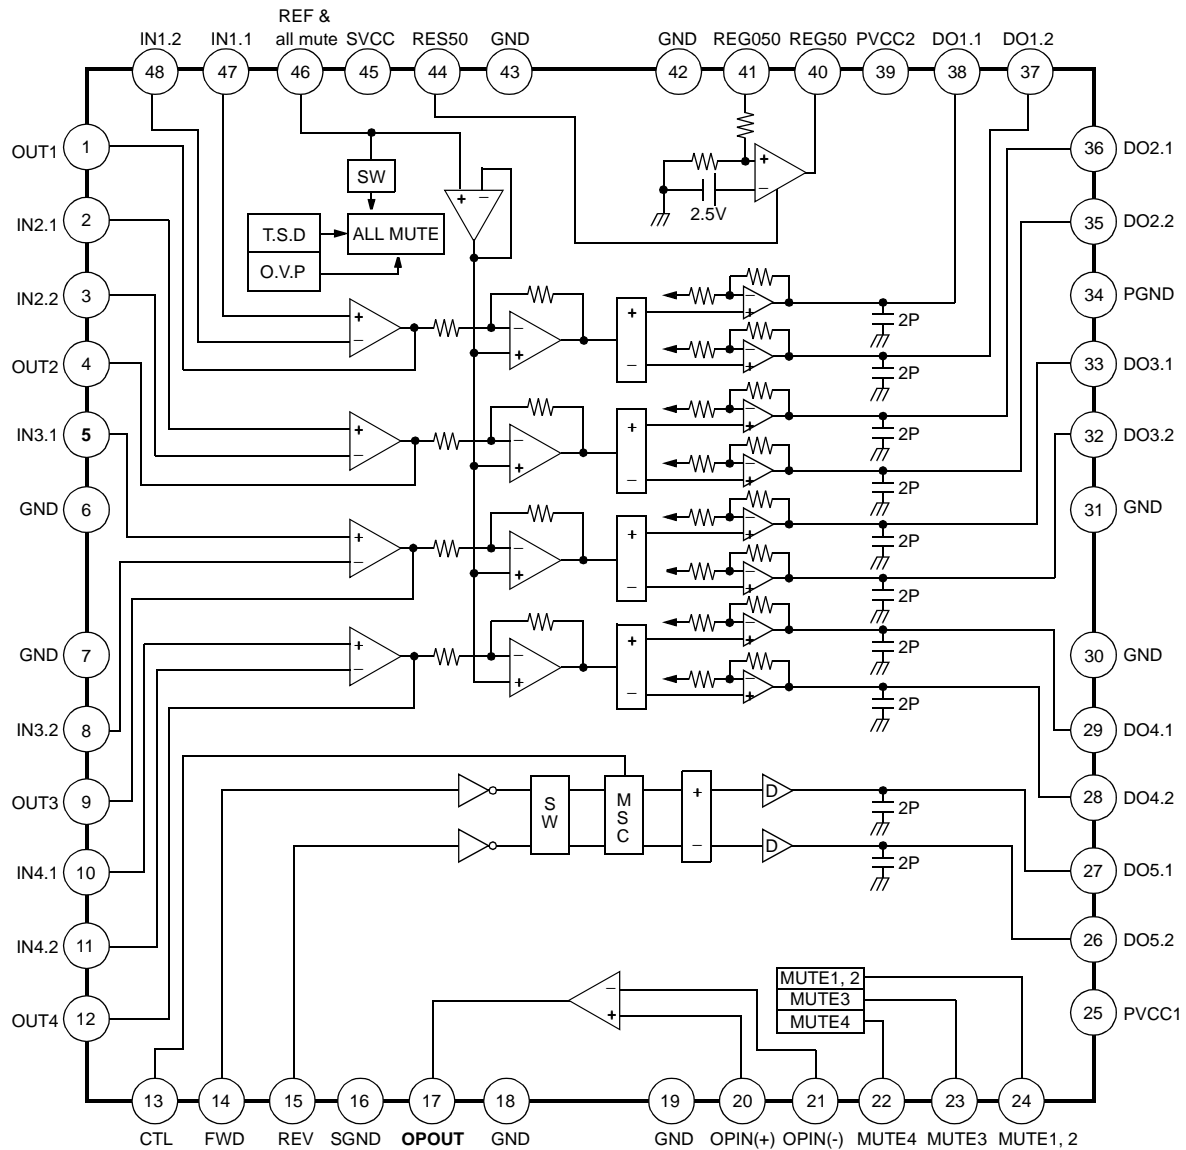 REF &
IN1.2 IN1.1 all mute SVCC RES50 GND GND REG050 REG50 PVCC2 DO1.1 DO1.2
48 47 46 45 44 43 42 41 40 39 38 37
OUT1 1
36 DO2.1
+ −
2.5V
SW
+ −
IN2.1 2
35 DO2.2
T.S.D ALL MUTE
O.V.P
IN2.2 3
34 PGND
+ − − + + − − + 2P
− + 2P
OUT2 4
33 DO3.1
IN3.1 5
32 DO3.2
+ − − + + − − + 2P
− + 2P
GND 6
31 GND
+ − − + + − − + 2P
− + 2P
GND 7
30 GND
+ − − + + − − + 2P
− + 2P
IN3.2 8
29 DO4.1
OUT3 9
28 DO4.2
SW MSC + − D 2P
D 2P
IN4.1 10
27 DO5.1
IN4.2 11
26 DO5.2
OUT4 12
25 PVCC1
− +
MUTE1, 2
MUTE3
MUTE4
13 14 15 16 17 18 19 20 21 22 23 24
CTL FWD REV SGND OPOUT GND GND OPIN(+) OPIN(-) MUTE4 MUTE3 MUTE1, 2